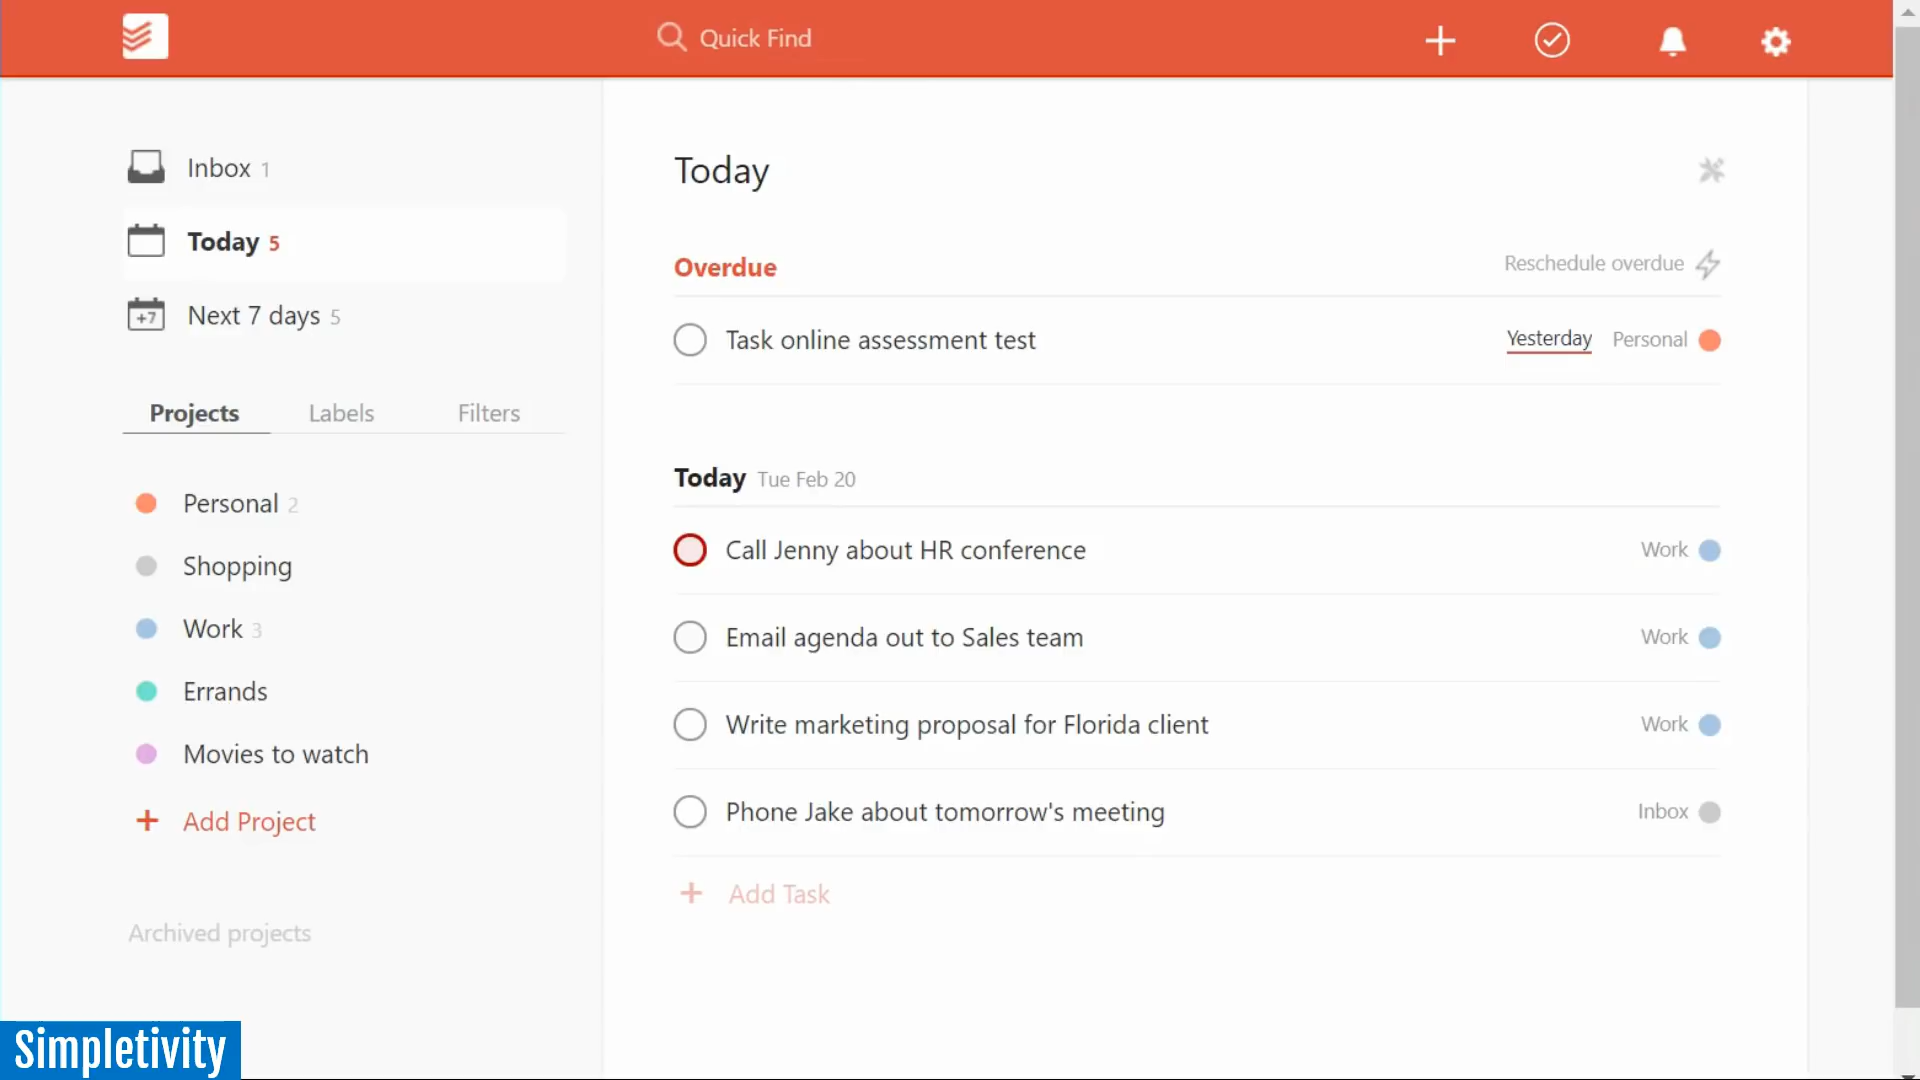 Quick Find
Inbox 1
Today 5
+7 Next 7 days 5
Projects Labels Filters
Personal 2
Shopping
Work 3
Errands
Movies to watch
+ Add Project
Archived projects
Today
Overdue Reschedule overdue
Task online assessment test Yesterday Personal
Today Tue Feb 20
Call Jenny about HR conference Work
Email agenda out to Sales team Work
Write marketing proposal for Florida client Work
Phone Jake about tomorrow's meeting Inbox
+ Add Task
Simpletivity